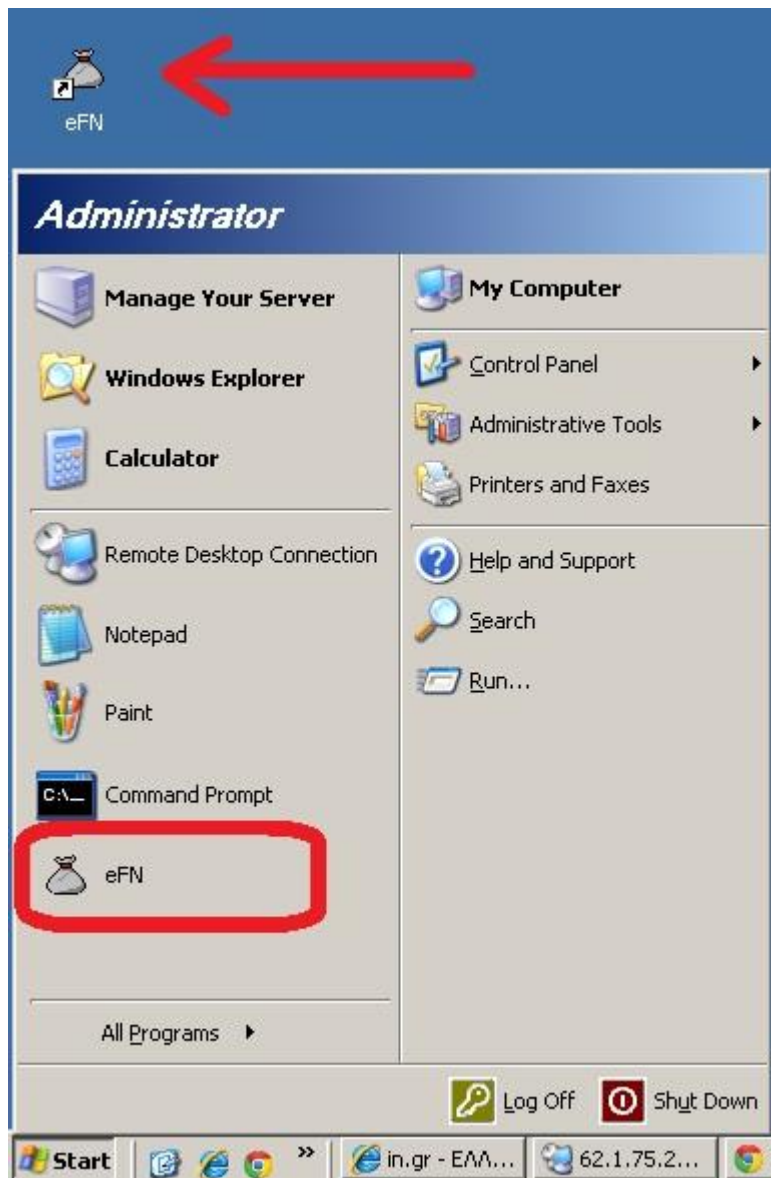 eFN
Administrator
Manage Your Server
Windows Explorer
Calculator
Remote Desktop Connection
Notepad
Paint
C:\_
Command Prompt
eFN
All Programs
My Computer
Control Panel
Administrative Tools
Printers and Faxes
Help and Support
Search
Run...
Log Off
Shut Down
Start
»
in.gr - ΕΛΛ...
62.1.75.2...